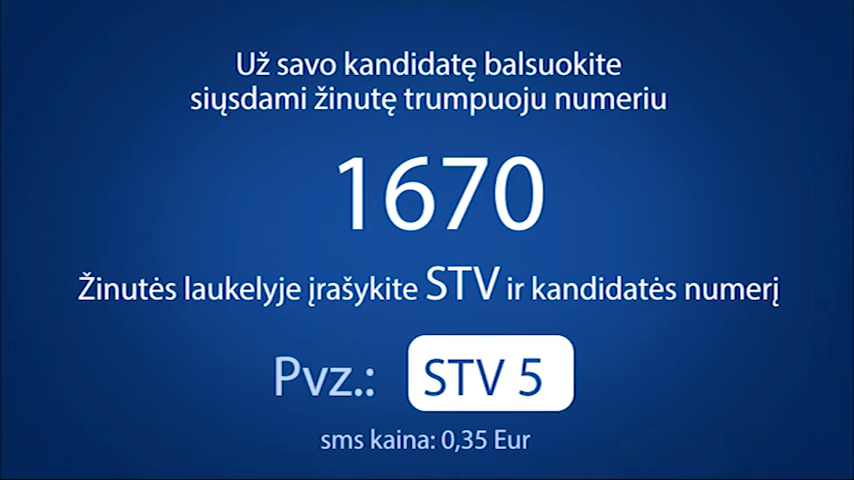 Už savo kandidatę balsuokite
siųsdami žinutę trumpuoju numeriu
1670
Žinutės laukelyje įrašykite STV ir kandidatės numerį
Pvz.: STV 5
sms kaina: 0,35 Eur